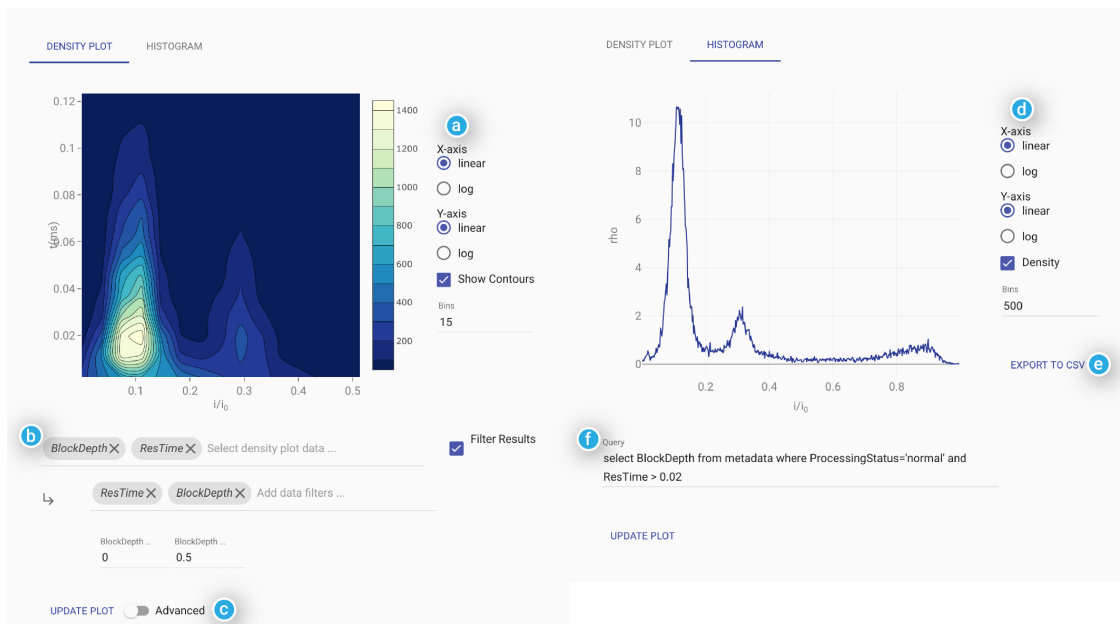 DENSITY PLOT
HISTOGRAM
0.12
0.1
0.08
0.06
0.04
0.02
t(ms)
0.1
0.2
0.3
0.4
0.5
i/i0
1400
1200
1000
800
600
400
200
a
X-axis
linear
log
Y-axis
linear
log
Show Contours
Bins
15
b
BlockDepth
ResTime
Select density plot data ...
Filter Results
ResTime
BlockDepth
Add data filters ...
BlockDepth ...
BlockDepth ...
0
0.5
UPDATE PLOT
Advanced
c
DENSITY PLOT
HISTOGRAM
10
8
6
4
2
0
rho
0.2
0.4
0.6
0.8
i/i0
d
X-axis
linear
log
Y-axis
linear
log
Density
Bins
500
EXPORT TO CSV
e
f
Query
select BlockDepth from metadata where ProcessingStatus='normal' and
ResTime > 0.02
UPDATE PLOT